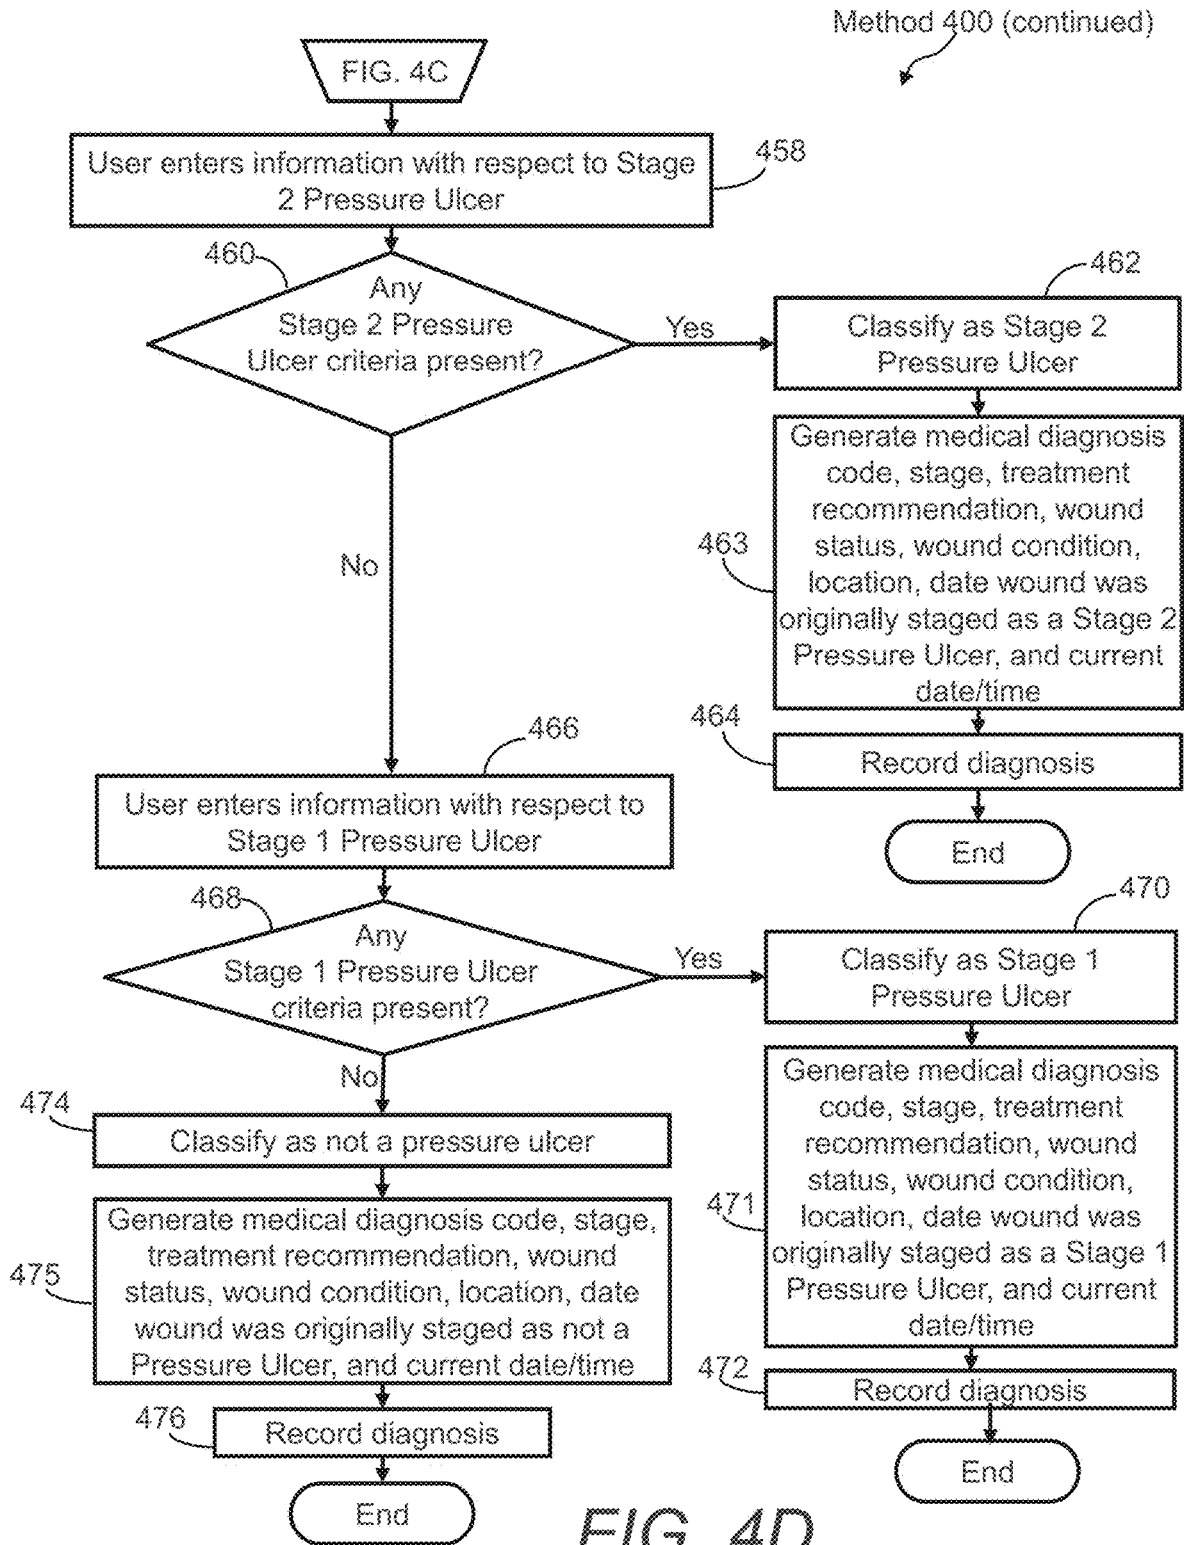 Method 400 (continued)
FIG. 4C
User enters information with respect to Stage
2 Pressure Ulcer
458
460
Any
Stage 2 Pressure
Ulcer criteria present?
Yes
462
Classify as Stage 2
Pressure Ulcer
Generate medical diagnosis
code, stage, treatment
recommendation, wound
status, wound condition,
location, date wound was
originally staged as a Stage 2
Pressure Ulcer, and current
date/time
463
No
464
Record diagnosis
End
466
User enters information with respect to
Stage 1 Pressure Ulcer
468
Any
Stage 1 Pressure Ulcer
criteria present?
Yes
470
Classify as Stage 1
Pressure Ulcer
Generate medical diagnosis
code, stage, treatment
recommendation, wound
status, wound condition,
location, date wound was
originally staged as a Stage 1
Pressure Ulcer, and current
date/time
471
472
Record diagnosis
End
No
474
Classify as not a pressure ulcer
475
Generate medical diagnosis code, stage,
treatment recommendation, wound
status, wound condition, location, date
wound was originally staged as not a
Pressure Ulcer, and current date/time
476
Record diagnosis
End
FIG. 4D